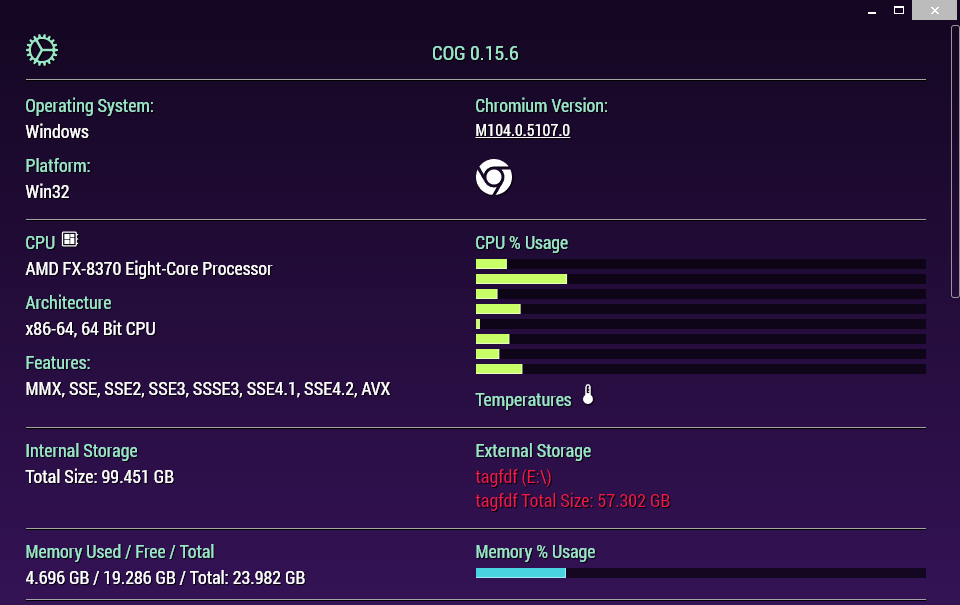 COG 0.15.6
Operating System:
Windows
Platform:
Win32
Chromium Version:
M104.0.5107.0
CPU
AMD FX-8370 Eight-Core Processor
Architecture
x86-64, 64 Bit CPU
Features:
MMX, SSE, SSE2, SSE3, SSSE3, SSE4.1, SSE4.2, AVX
CPU % Usage
Temperatures
Internal Storage
Total Size: 99.451 GB
External Storage
tagfdf (E:\)
tagfdf Total Size: 57.302 GB
Memory Used / Free / Total
4.696 GB / 19.286 GB / Total: 23.982 GB
Memory % Usage